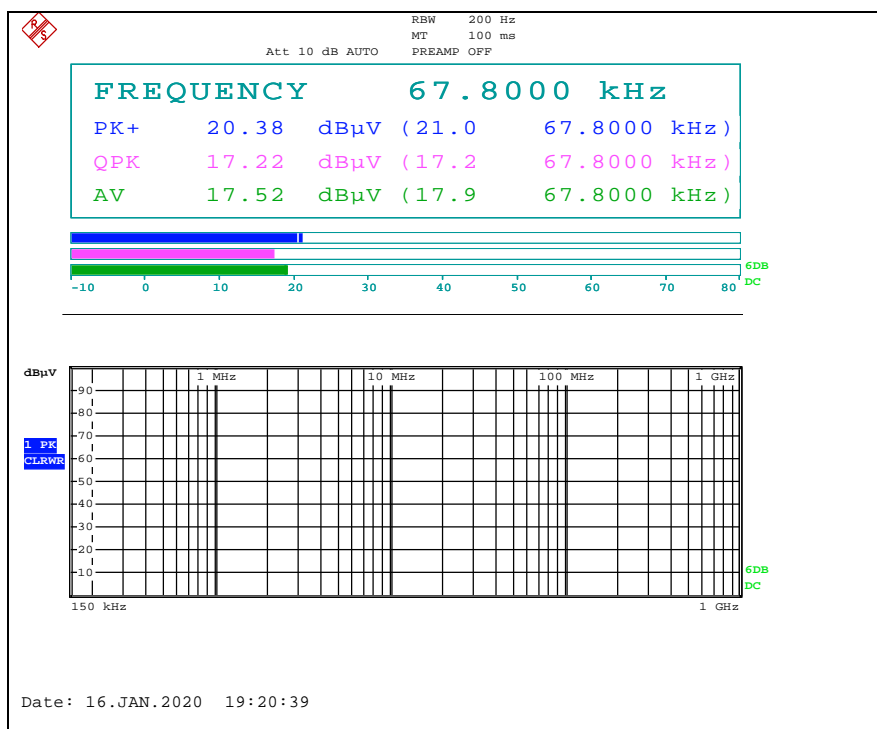 R
S
RBW 200 Hz
MT 100 ms
Att 10 dB AUTO PREAMP OFF
FREQUENCY 67.8000 kHz
PK+ 20.38 dBµV (21.0 67.8000 kHz)
QPK 17.22 dBµV (17.2 67.8000 kHz)
AV 17.52 dBµV (17.9 67.8000 kHz)
6DB
DC
-10 0 10 20 30 40 50 60 70 80
dBµV
1 MHz 10 MHz 100 MHz 1 GHz
90
80
70
1 PK
CLRWR
60
50
40
30
20
10
6DB
DC
150 kHz 1 GHz
Date: 16.JAN.2020 19:20:39